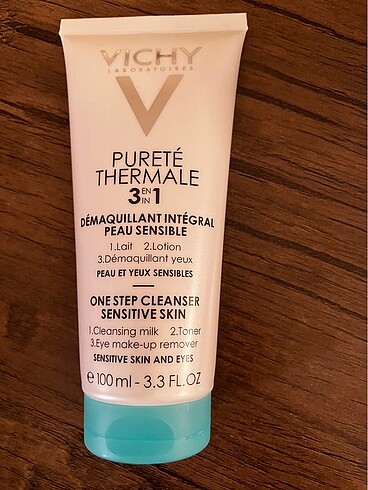 VICHY
LABORATOIRES
V
PURETÉ
THERMALE
3 EN IN 1
DÉMAQUILLANT INTÉGRAL
PEAU SENSIBLE
1.Lait 2.Lotion
3.Démaquillant yeux
PEAU ET YEUX SENSIBLES
ONE STEP CLEANSER
SENSITIVE SKIN
1.Cleansing milk 2.Toner
3.Eye make-up remover
SENSITIVE SKIN AND EYES
℮ 100 ml - 3.3 FL.OZ